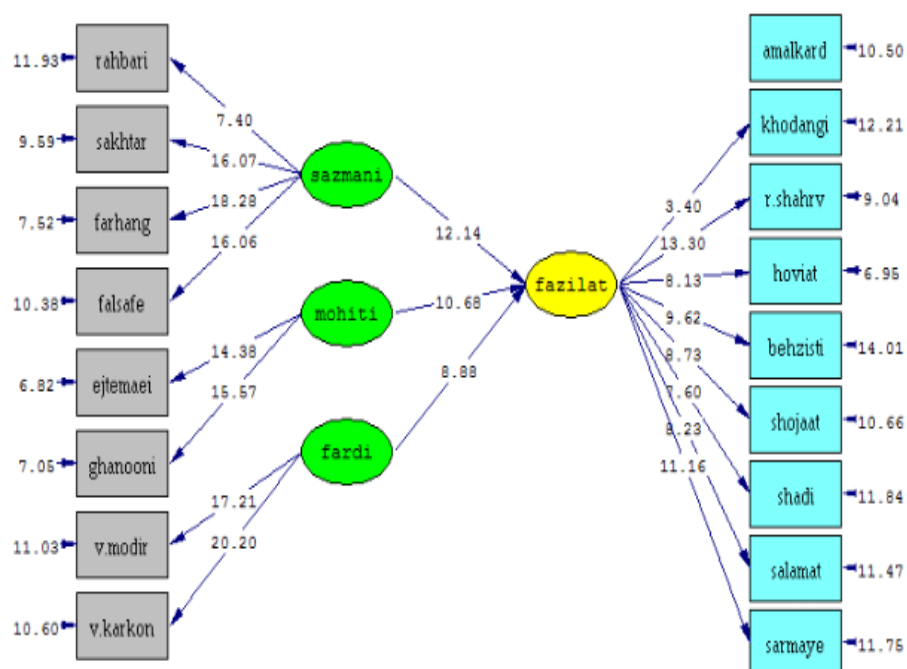 11.93 rahbari
9.59 sakhtar
7.52 farhang
10.38 falsafe
6.82 ejtemaei
7.05 ghanooni
11.03 v.modir
10.60 v.karkon
7.40
16.07
18.28
16.06
14.38
15.57
17.21
20.20
sazmani
mohiti
fardi
12.14
10.68
8.88
fazilat
3.40
13.30
8.13
9.62
8.73
7.60
8.23
11.16
amalkard 10.50
khodangi 12.21
r.shahrv 9.04
hoviat 6.95
behzisti 14.01
shojaat 10.66
shadi 11.84
salamat 11.47
sarmaye 11.75